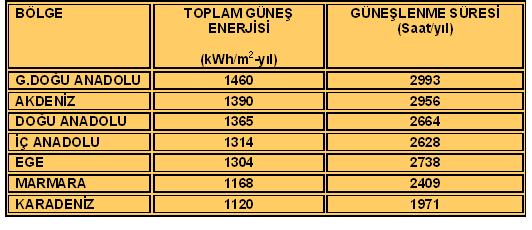 BÖLGE TOPLAM GÜNEŞ ENERJİSİ (kWh/m²-yıl) GÜNEŞLENME SÜRESİ (Saat/yıl)
G.DOĞU ANADOLU 1460 2993
AKDENİZ 1390 2956
DOĞU ANADOLU 1365 2664
İÇ ANADOLU 1314 2628
EGE 1304 2738
MARMARA 1168 2409
KARADENİZ 1120 1971